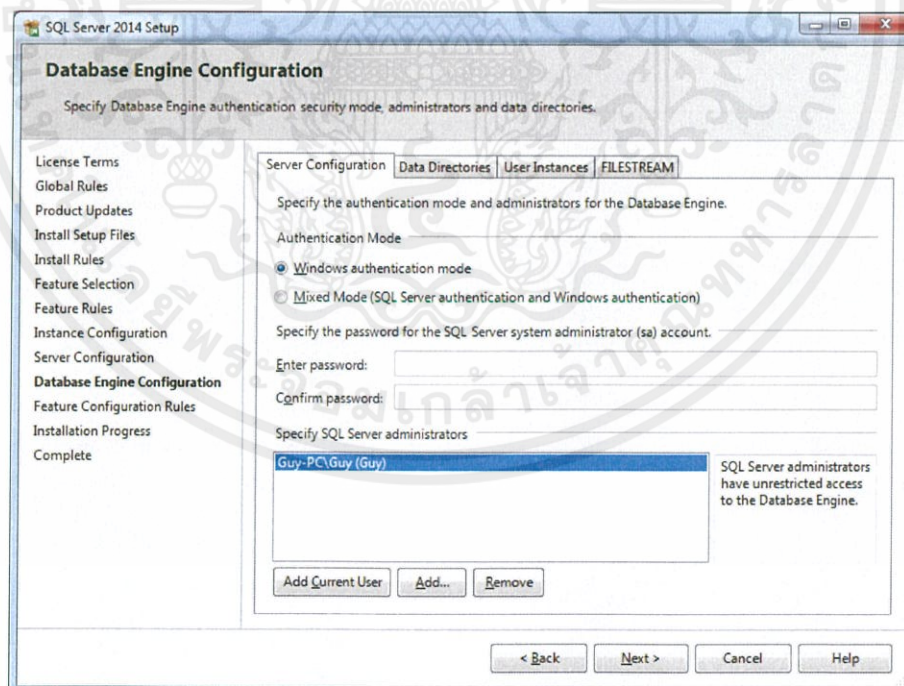 SQL Server 2014 Setup
Database Engine Configuration
Specify Database Engine authentication security mode, administrators and data directories.
License Terms
Global Rules
Product Updates
Install Setup Files
Install Rules
Feature Selection
Feature Rules
Instance Configuration
Server Configuration
Database Engine Configuration
Feature Configuration Rules
Installation Progress
Complete
Server Configuration
Data Directories
User Instances
FILESTREAM
Specify the authentication mode and administrators for the Database Engine.
Authentication Mode
Windows authentication mode
Mixed Mode (SQL Server authentication and Windows authentication)
Specify the password for the SQL Server system administrator (sa) account.
Enter password:
Confirm password:
Specify SQL Server administrators
Guy-PC\Guy (Guy)
SQL Server administrators
have unrestricted access
to the Database Engine.
Add Current User
Add...
Remove
< Back
Next >
Cancel
Help